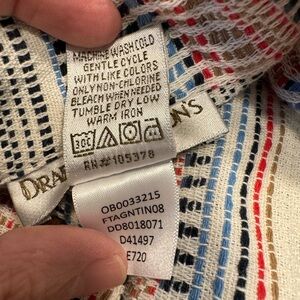 MACHINE WASH COLD
GENTLE CYCLE
WITH LIKE COLORS
ONLY NON-CHLORINE
BLEACH WHEN NEEDED
TUMBLE DRY LOW
WARM IRON
30C
RN#105378
OB0033215
FTAGNTIN08
DD8018071
D41497
E720